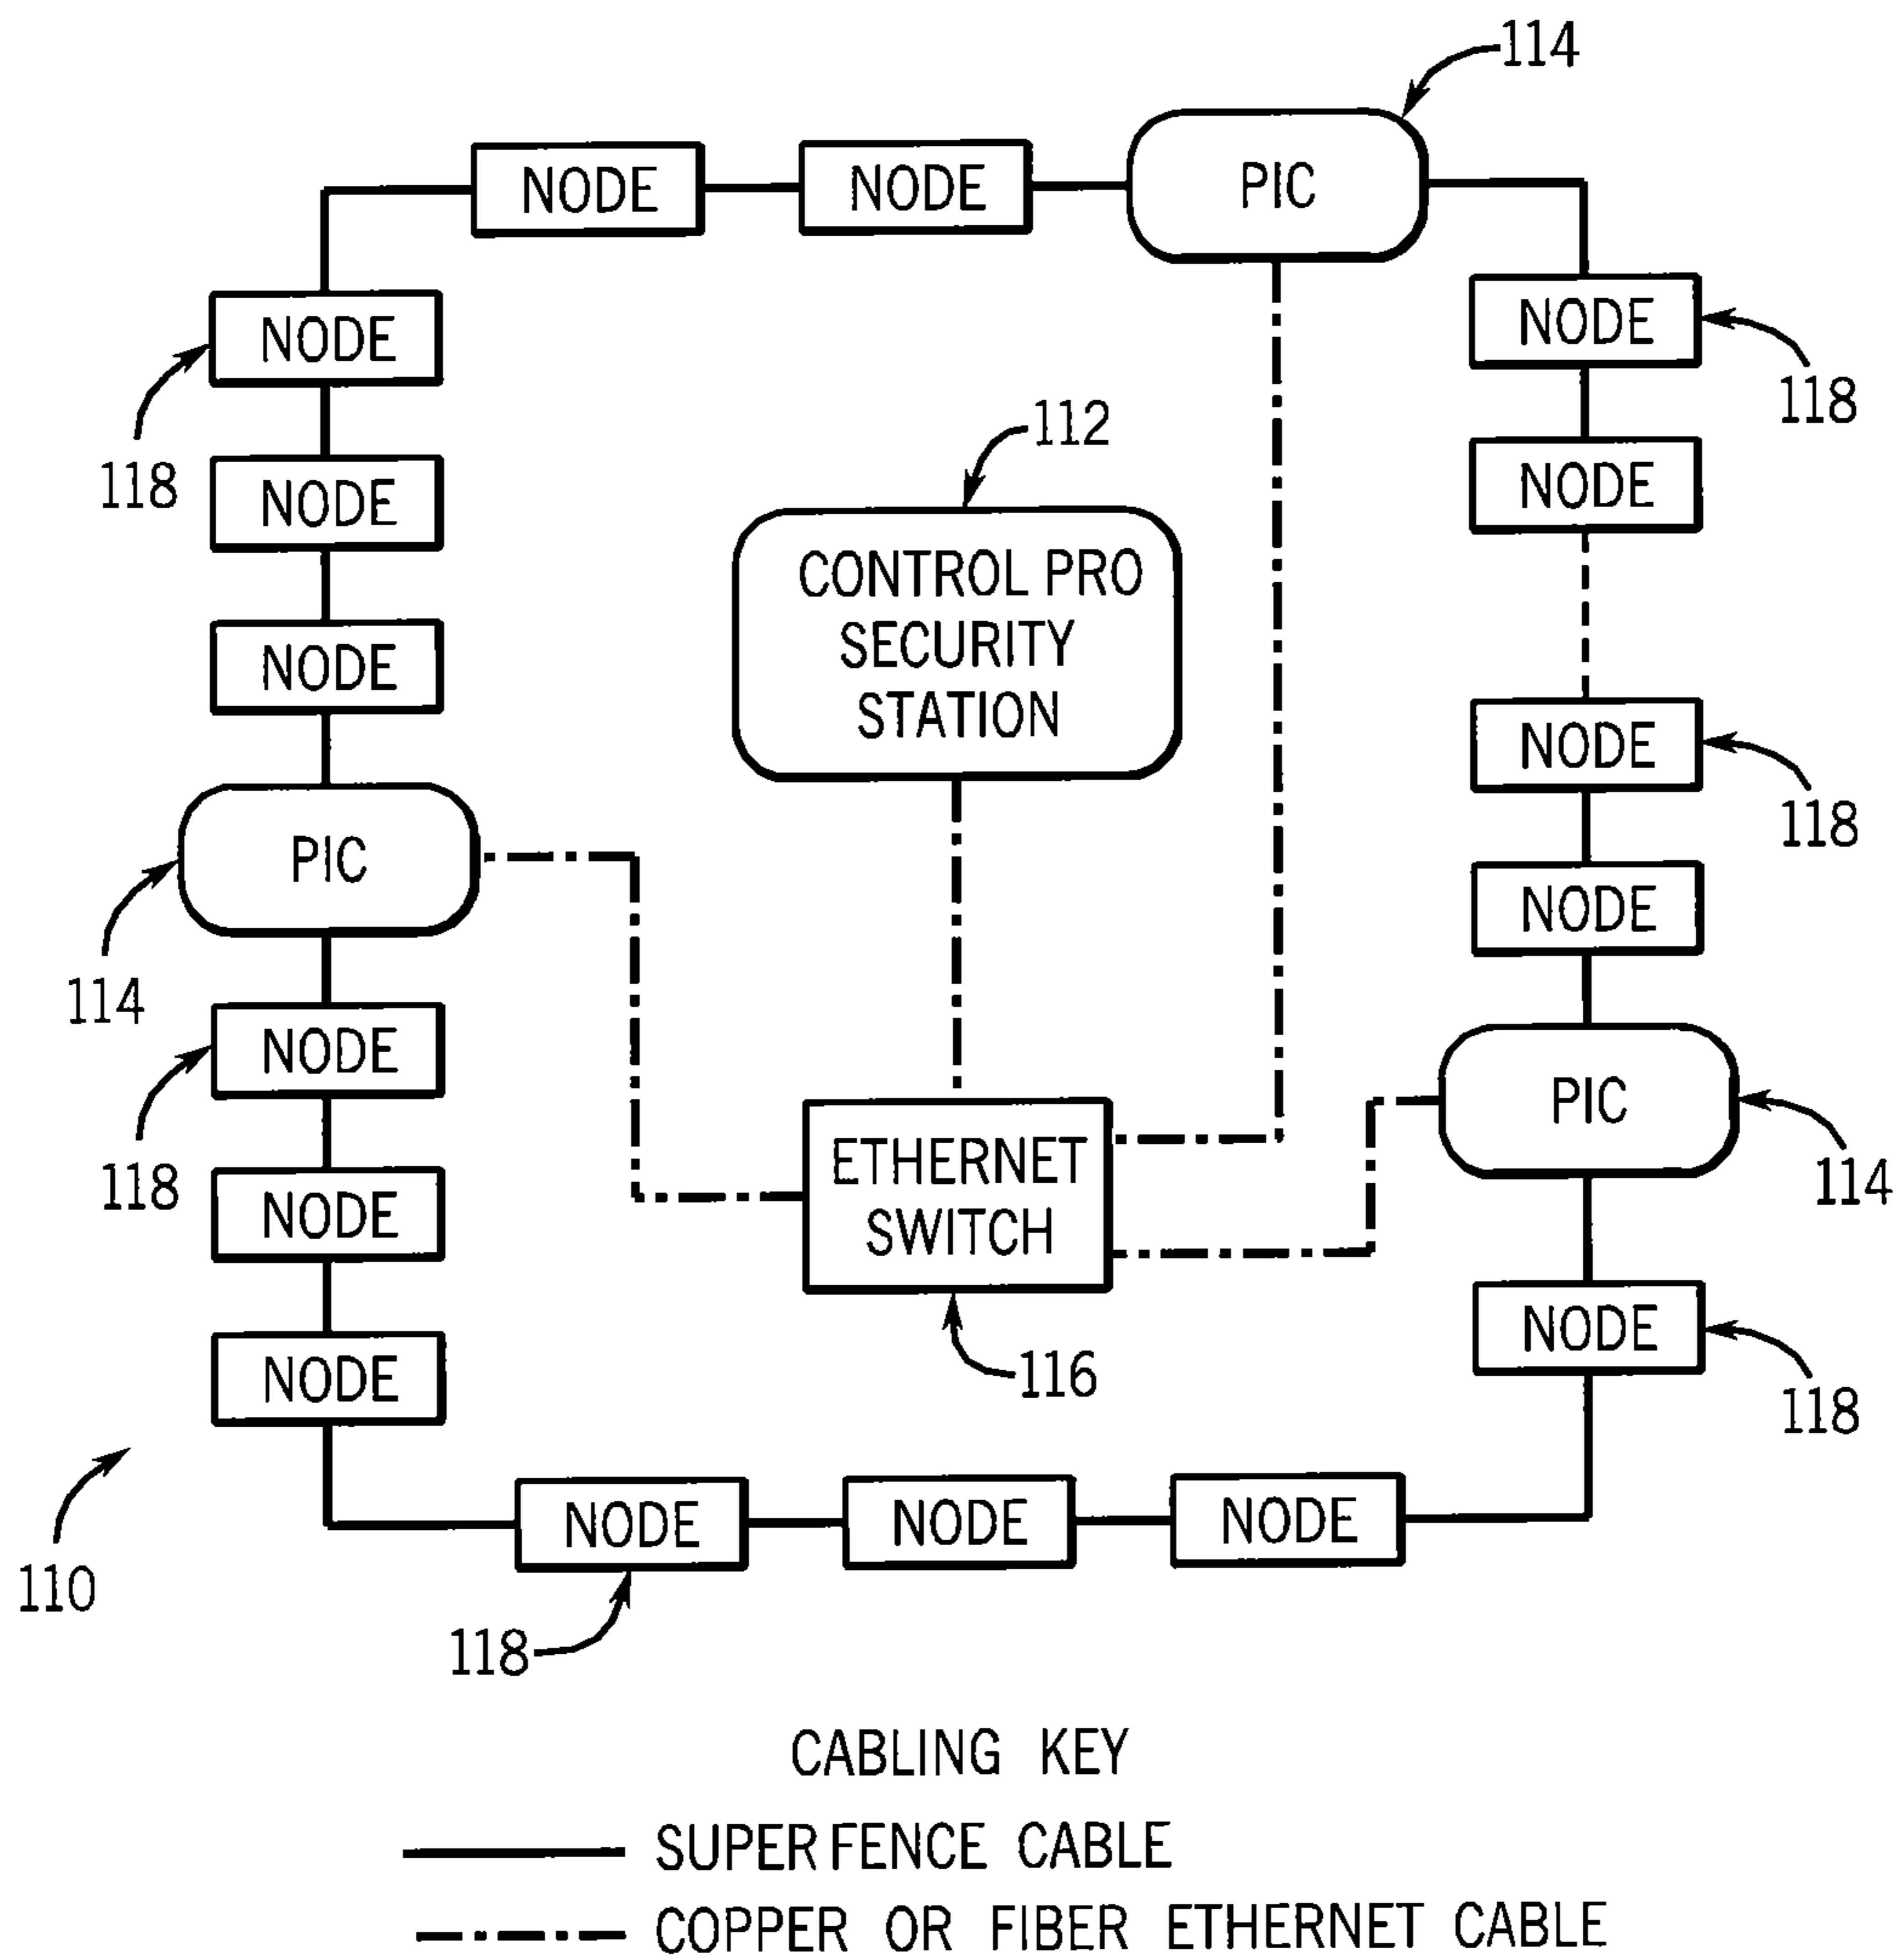 114
NODE
NODE
PIC
NODE
118
NODE
118
112
NODE
NODE
CONTROL PRO
SECURITY
STATION
NODE
NODE
118
PIC
NODE
114
NODE
PIC
114
118
NODE
ETHERNET
SWITCH
NODE
118
116
NODE
110
NODE
NODE
NODE
118
CABLING KEY
SUPER FENCE CABLE
COPPER OR FIBER ETHERNET CABLE